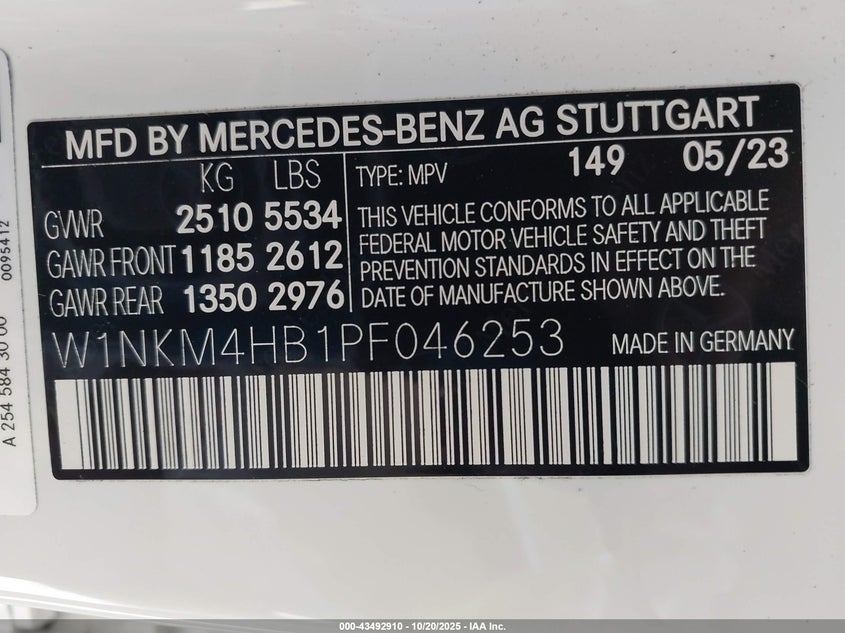 MFD BY MERCEDES-BENZ AG STUTTGART
KG LBS
GVWR 2510 5534
GAWR FRONT 1185 2612
GAWR REAR 1350 2976
TYPE: MPV 149 05/23
THIS VEHICLE CONFORMS TO ALL APPLICABLE
FEDERAL MOTOR VEHICLE SAFETY AND THEFT
PREVENTION STANDARDS IN EFFECT ON THE
DATE OF MANUFACTURE SHOWN ABOVE.
W1NKM4HB1PF046253 MADE IN GERMANY
A 254 584 30 00
0095412
000-43492910 - 10/20/2025 - IAA Inc.